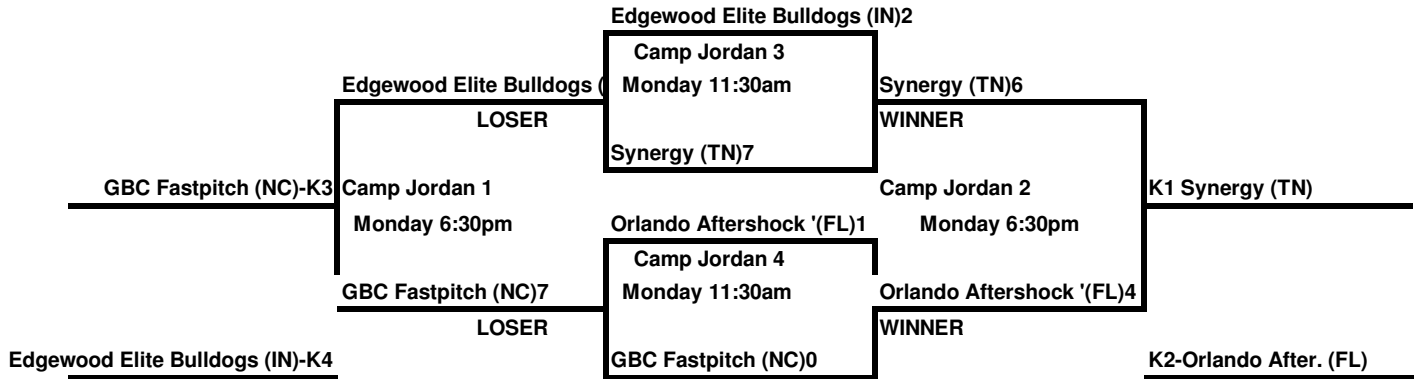 Edgewood Elite Bulldogs (IN)2
Camp Jordan 3
Edgewood Elite Bulldogs (
Monday 11:30am
Synergy (TN)6
LOSER
WINNER
Synergy (TN)7
GBC Fastpitch (NC)-K3
Camp Jordan 1
Camp Jordan 2
K1 Synergy (TN)
Monday 6:30pm
Orlando Aftershock '(FL)1
Monday 6:30pm
Camp Jordan 4
GBC Fastpitch (NC)7
Monday 11:30am
Orlando Aftershock '(FL)4
LOSER
WINNER
Edgewood Elite Bulldogs (IN)-K4
GBC Fastpitch (NC)0
K2-Orlando After. (FL)